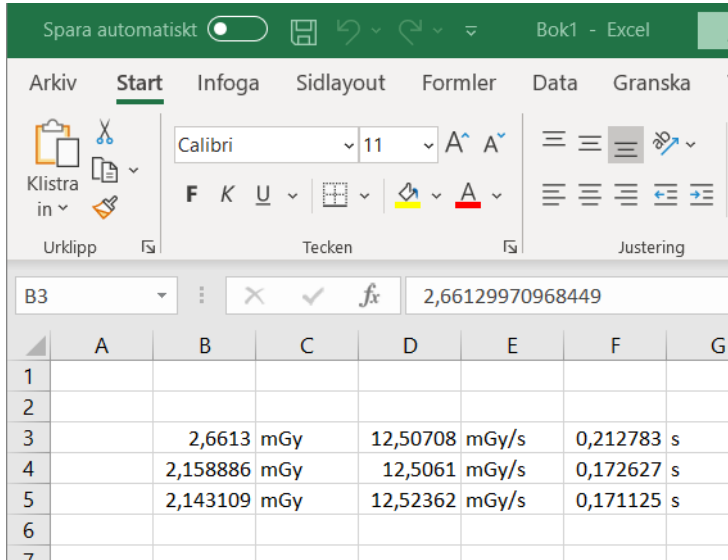 Spara automatiskt Bok1 - Excel
Arkiv Start Infoga Sidlayout Formler Data Granska
Klistra in
Calibri 11 A A
F K U A
Urklipp Tecken Justering
B3 fx 2,66129970968449
A B C D E F G
1
2
3 2,6613 mGy 12,50708 mGy/s 0,212783 s
4 2,158886 mGy 12,5061 mGy/s 0,172627 s
5 2,143109 mGy 12,52362 mGy/s 0,171125 s
6
7